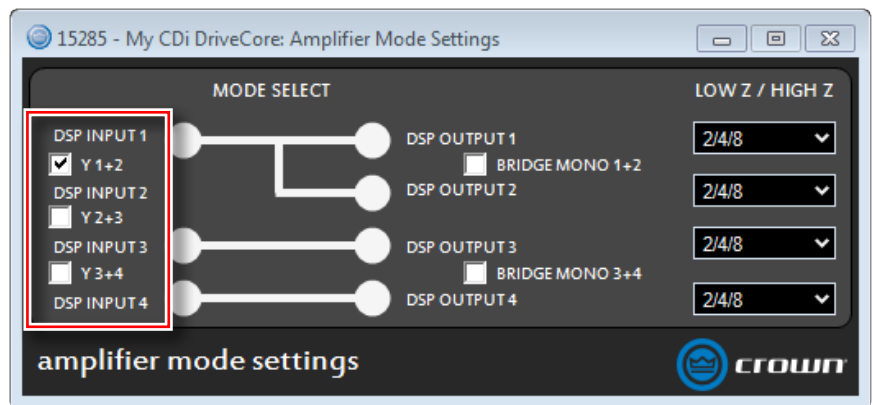 15285 - My CDi DriveCore: Amplifier Mode Settings
MODE SELECT
LOW Z / HIGH Z
DSP INPUT 1
Y 1+2
DSP INPUT 2
Y 2+3
DSP INPUT 3
Y 3+4
DSP INPUT 4
DSP OUTPUT 1
BRIDGE MONO 1+2
DSP OUTPUT 2
DSP OUTPUT 3
BRIDGE MONO 3+4
DSP OUTPUT 4
2/4/8
2/4/8
2/4/8
2/4/8
amplifier mode settings
crown